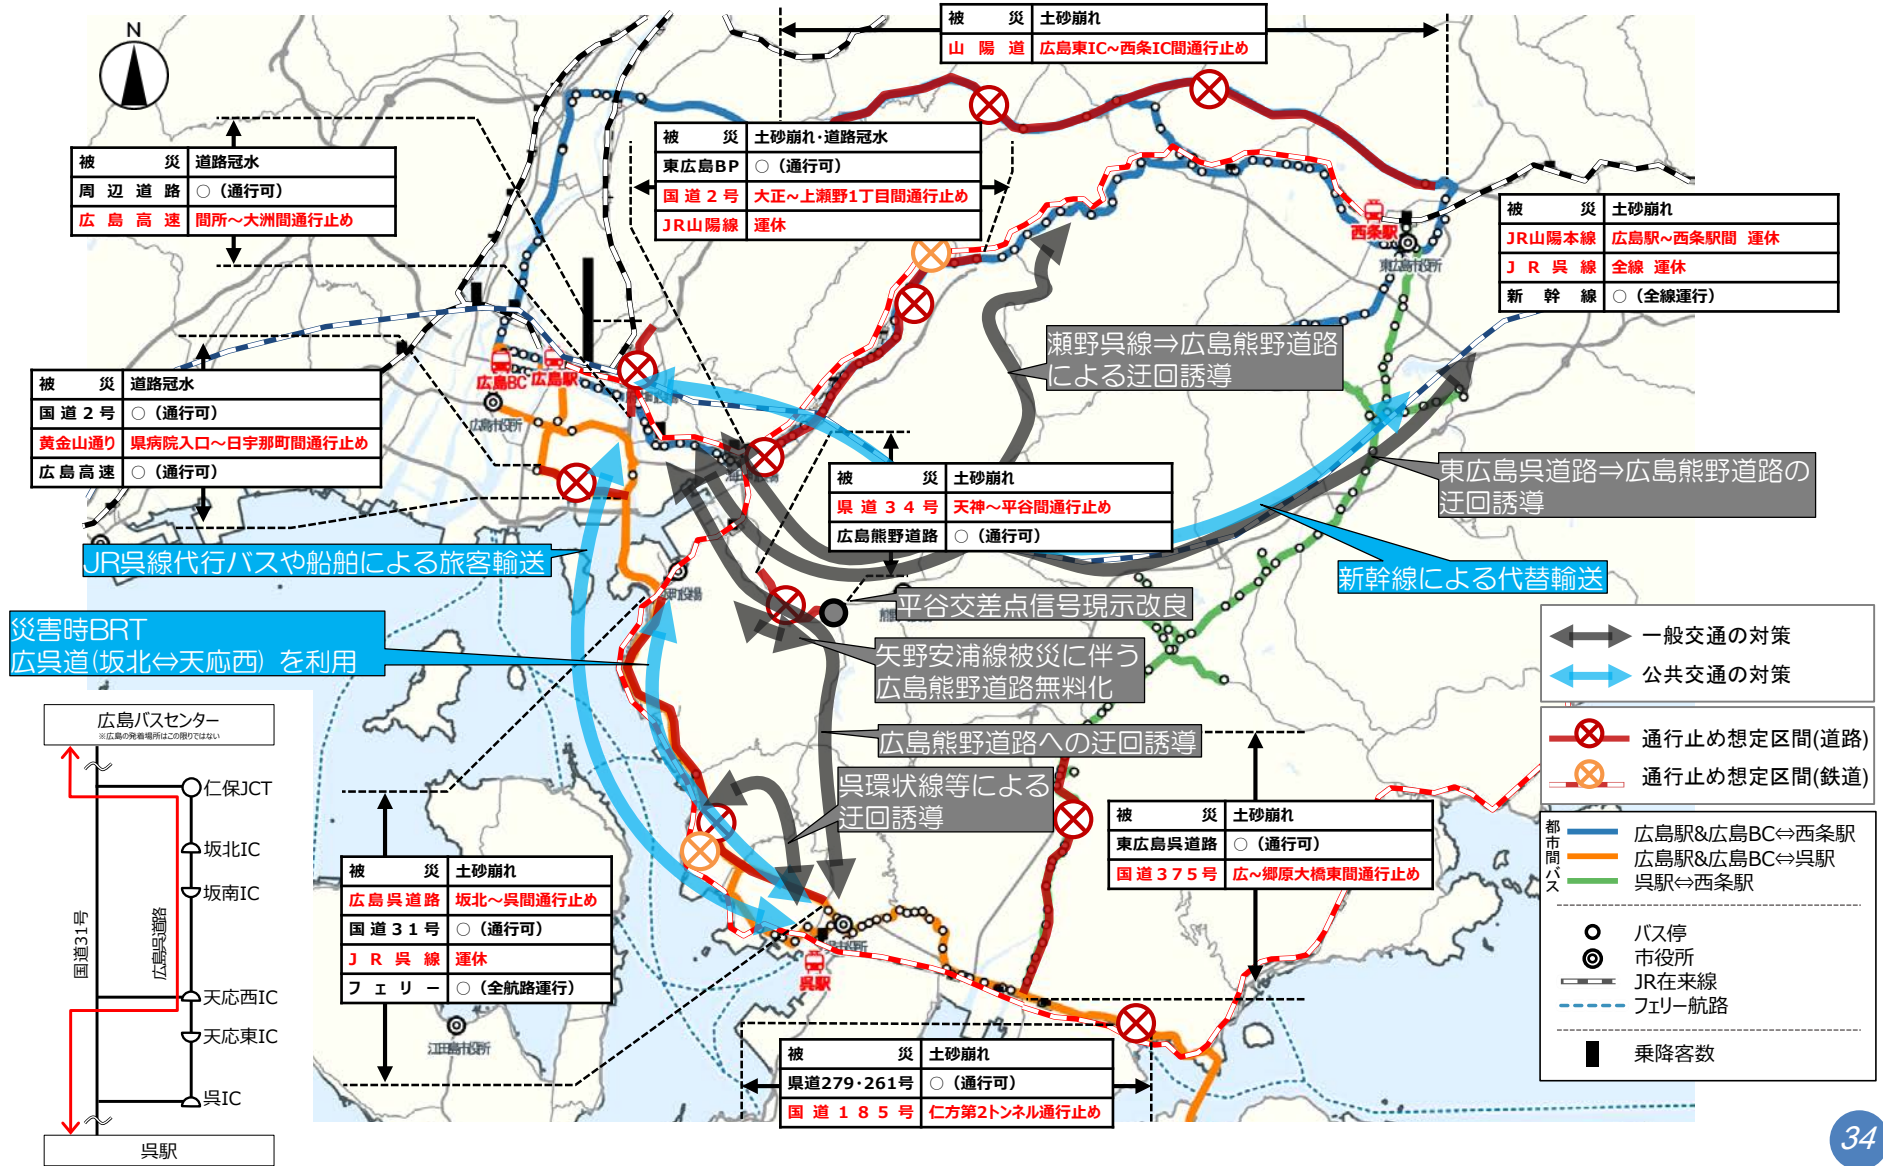 N
被 災 土砂崩れ
山陽道 広島東IC~西条IC間通行止め
被 災 道路冠水
周辺道路 ○（通行可）
広島高速 間所～大洲間通行止め
被 災 土砂崩れ・道路冠水
東広島BP ○（通行可）
国道2号 大正~上瀬野1丁目間通行止め
JR山陽線 運休
被 災 土砂崩れ
JR山陽本線 広島駅~西条駅間 運休
JR呉線 全線 運休
新幹線 ○（全線運行）
西条駅
東広島市役所
被 災 道路冠水
国道2号 ○（通行可）
黄金山通り 県病院入口～日宇那町間通行止め
広島高速 ○（通行可）
広島BC
広島駅
広島市役所
瀬野呉線⇒広島熊野道路
による迂回誘導
被 災 土砂崩れ
県道34号 天神～平谷間通行止め
広島熊野道路 ○（通行可）
東広島呉道路⇒広島熊野道路の
迂回誘導
JR呉線代行バスや船舶による旅客輸送
新幹線による代替輸送
平谷交差点信号現示改良
災害時BRT
広呉道(坂北⇔天応西) を利用
矢野安浦線被災に伴う
広島熊野道路無料化
広島熊野道路への迂回誘導
呉環状線等による
迂回誘導
一般交通の対策
公共交通の対策
通行止め想定区間(道路)
通行止め想定区間(鉄道)
都市間バス
広島駅&広島BC⇔西条駅
広島駅&広島BC⇔呉駅
呉駅⇔西条駅
バス停
市役所
JR在来線
フェリー航路
乗降客数
広島バスセンター
※広島の発着場所はこの限りではない
仁保JCT
坂北IC
坂南IC
国道31号
広島呉道路
天応西IC
天応東IC
呉IC
呉駅
被 災 土砂崩れ
広島呉道路 坂北～呉間通行止め
国道31号 ○（通行可）
JR呉線 運休
フェリー ○（全航路運行）
被 災 土砂崩れ
東広島呉道路 ○（通行可）
国道375号 広~郷原大橋東間通行止め
呉駅
江田島市役所
被 災 土砂崩れ
県道279･261号 ○（通行可）
国道185号 仁方第2トンネル通行止め
34